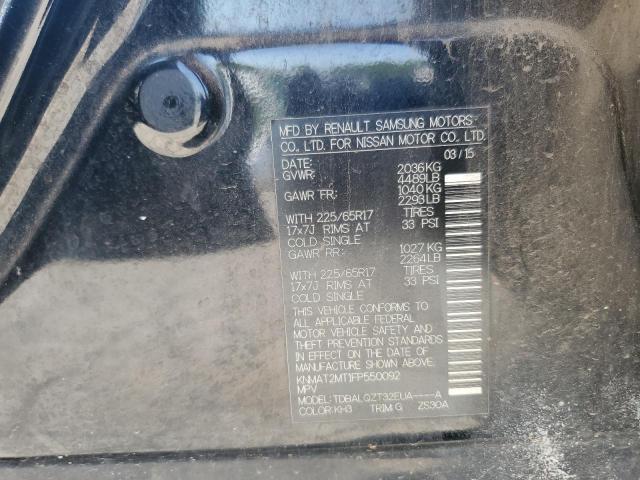 MFD BY RENAULT SAMSUNG MOTORS
CO., LTD. FOR NISSAN MOTOR CO., LTD.
DATE: 03/15
GVWR: 2036KG
4489LB
GAWR FR: 1040KG
2293LB
WITH 225/65R17 TIRES
17x7J RIMS AT 33 PSI
COLD SINGLE
GAWR RR: 1027KG
2264LB
WITH 225/65R17 TIRES
17x7J RIMS AT 33 PSI
COLD SINGLE
THIS VEHICLE CONFORMS TO
ALL APPLICABLE FEDERAL
MOTOR VEHICLE SAFETY AND
THEFT PREVENTION STANDARDS
IN EFFECT ON THE DATE OF
MANUFACTURE SHOWN ABOVE.
KNMAT2MT1FP550092
MPV
TDBALQZT32EUA----A
COLOR:KH3 TRIM:G ZS30A